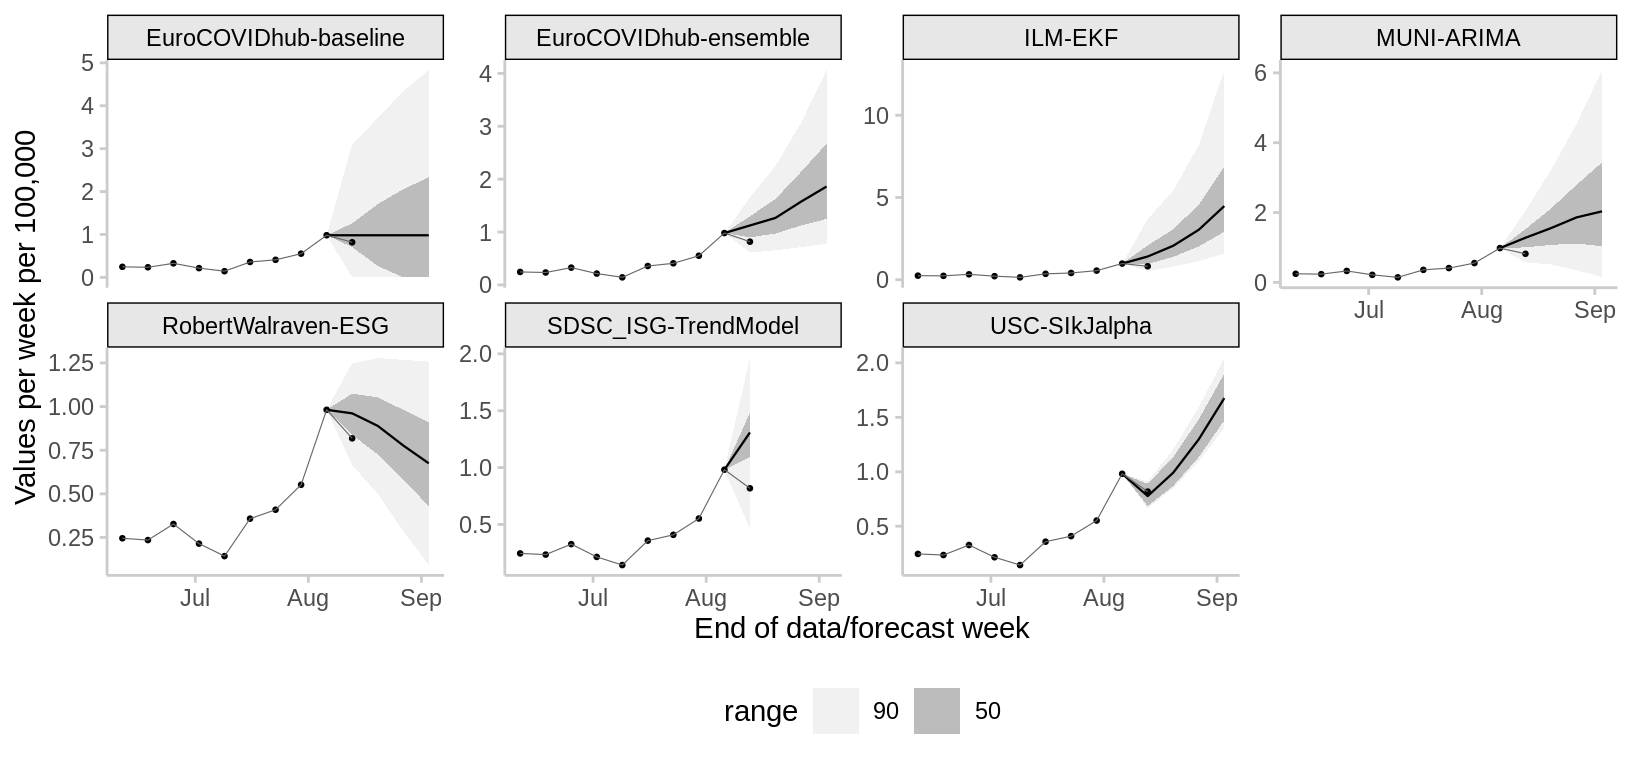 EuroCOVIDhub-baseline
EuroCOVIDhub-ensemble
ILM-EKF
MUNI-ARIMA
5
4
3
2
1
0
4
3
2
1
0
10
5
0
6
4
2
0
Jul Aug Sep
Values per week per 100,000
RobertWalraven-ESG
SDSC_ISG-TrendModel
USC-SIkJalpha
1.25
1.00
0.75
0.50
0.25
2.0
1.5
1.0
0.5
2.0
1.5
1.0
0.5
Jul Aug Sep
Jul Aug Sep
Jul Aug Sep
End of data/forecast week
range 90 50